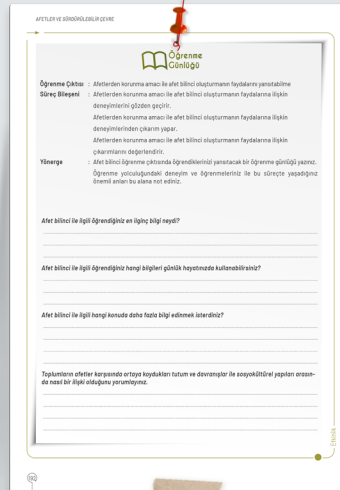 AFETLER VE SÜRDÜRÜLEBİLİR ÇEVRE
Öğrenme
Günlüğü
Öğrenme Çıktısı : Afetlerden korunma amacı ile afet bilinci oluşturmanın faydalarını yansıtabilme
Süreç Bileşeni : Afetlerden korunma amacı ile afet bilinci oluşturmanın faydalarına ilişkin
deneyimlerini gözden geçirir.
Afetlerden korunma amacı ile afet bilinci oluşturmanın faydalarına ilişkin
deneyimlerinden çıkarım yapar.
Afetlerden korunma amacı ile afet bilinci oluşturmanın faydalarına ilişkin
çıkarımlarını değerlendirir.
Yönerge : Afet bilinci öğrenme çıktısında öğrendiklerinizi yansıtacak bir öğrenme günlüğü yazınız.
Öğrenme yolculuğundaki deneyim ve öğrenmeleriniz ile bu süreçte yaşadığınız
önemli anları bu alana not ediniz.
Afet bilinci ile ilgili öğrendiğiniz en ilginç bilgi neydi?
Afet bilinci ile ilgili öğrendiğiniz hangi bilgileri günlük hayatınızda kullanabilirsiniz?
Afet bilinci ile ilgili hangi konuda daha fazla bilgi edinmek isterdiniz?
Toplumların afetler karşısında ortaya koydukları tutum ve davranışlar ile sosyokültürel yapıları arasın-
da nasıl bir ilişki olduğunu yorumlayınız.
Etkinlik